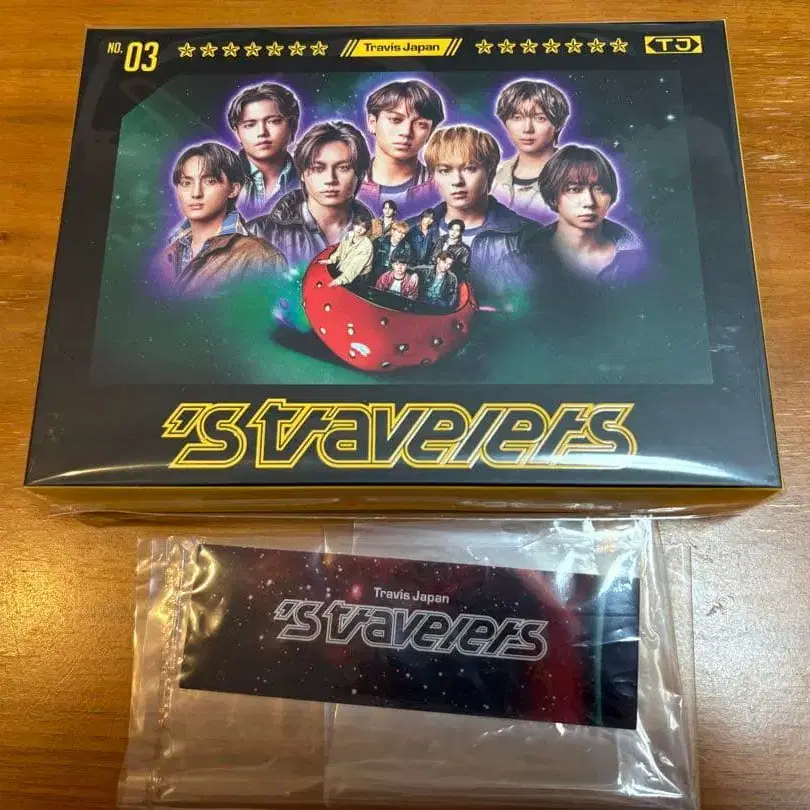 NO. 03 ☆☆☆☆☆☆☆ // Travis Japan // ☆☆☆☆☆☆☆ TJ
's travelers
Travis Japan
's travelers